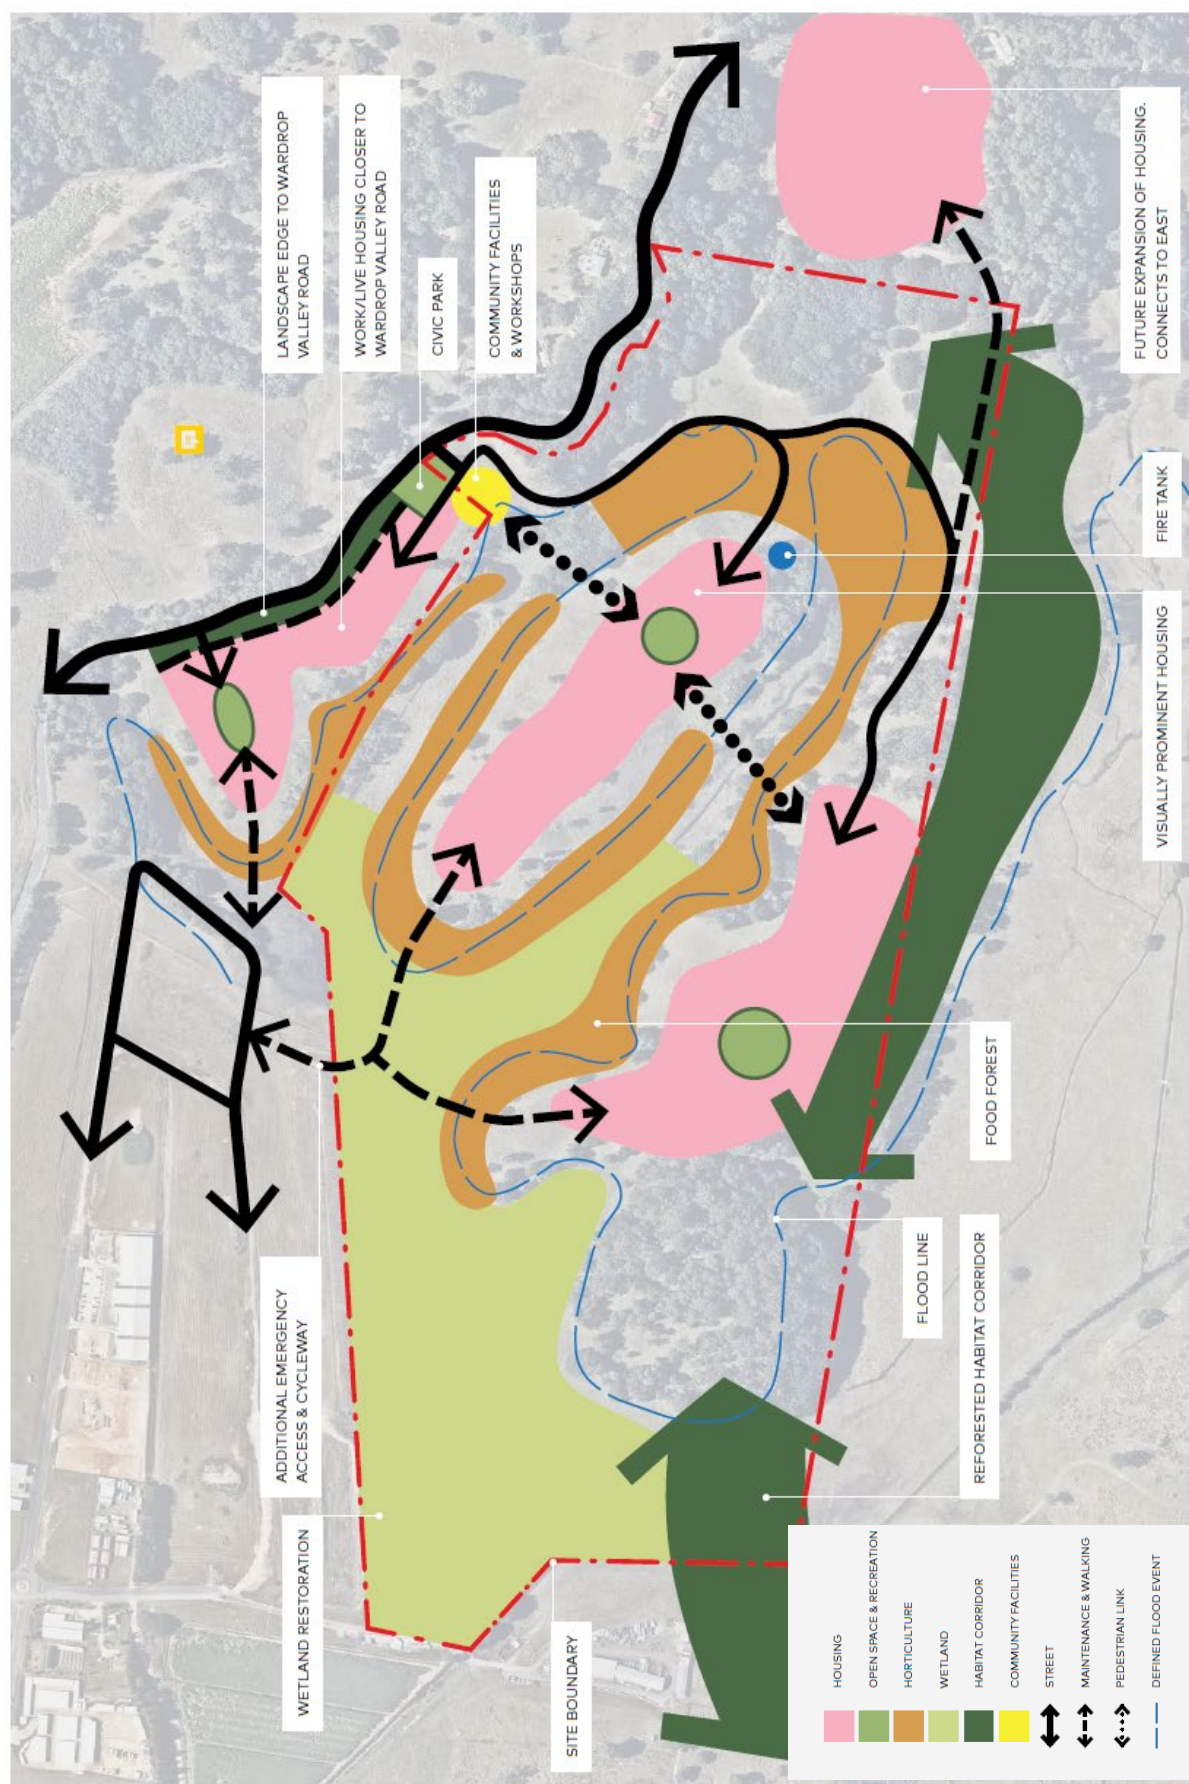 LANDSCAPE EDGE TO WARDROP
VALLEY ROAD
WORK/LIVE HOUSING CLOSER TO
WARDROP VALLEY ROAD
CIVIC PARK
COMMUNITY FACILITIES
& WORKSHOPS
FUTURE EXPANSION OF HOUSING.
CONNECTS TO EAST
FIRE TANK
VISUALLY PROMINENT HOUSING
FOOD FOREST
ADDITIONAL EMERGENCY
ACCESS & CYCLEWAY
FLOOD LINE
REFORESTED HABITAT CORRIDOR
WETLAND RESTORATION
SITE BOUNDARY
HOUSING
OPEN SPACE & RECREATION
HORTICULTURE
WETLAND
HABITAT CORRIDOR
COMMUNITY FACILITIES
STREET
MAINTENANCE & WALKING
PEDESTRIAN LINK
DEFINED FLOOD EVENT